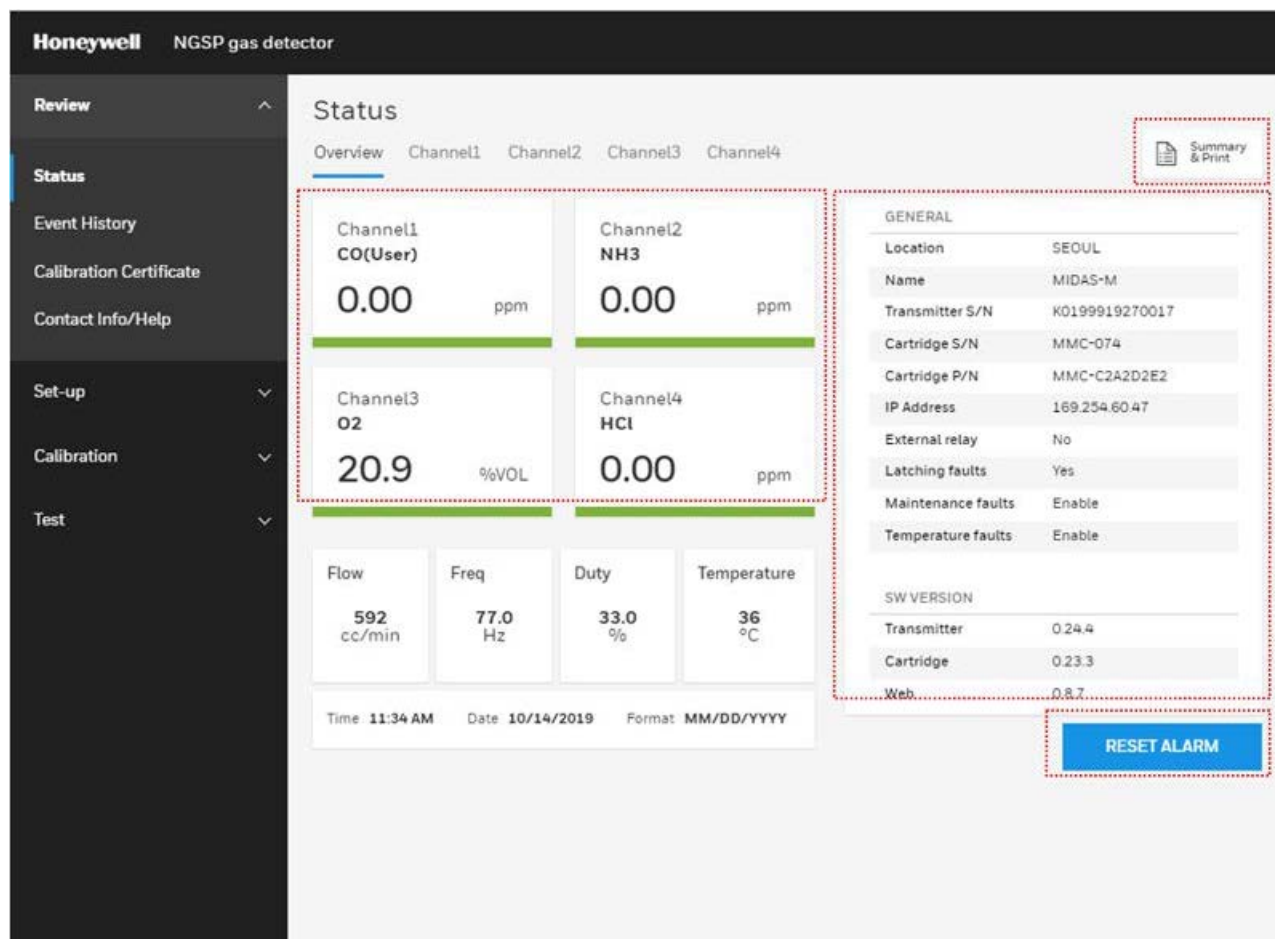 Honeywell NGSP gas detector
Review
Status
Event History
Calibration Certificate
Contact Info/Help
Set-up
Calibration
Test
Status
Overview Channel1 Channel2 Channel3 Channel4
Summary
& Print
Channel1
CO(User)
0.00 ppm
Channel2
NH3
0.00 ppm
Channel3
O2
20.9 %VOL
Channel4
HCl
0.00 ppm
Flow
592
cc/min
Freq
77.0
Hz
Duty
33.0
%
Temperature
36
°C
Time 11:34 AM Date 10/14/2019 Format MM/DD/YYYY
GENERAL
Location SEOUL
Name MIDAS-M
Transmitter S/N K0199919270017
Cartridge S/N MMC-074
Cartridge P/N MMC-C2A2D2E2
IP Address 169.254.60.47
External relay No
Latching faults Yes
Maintenance faults Enable
Temperature faults Enable
SW VERSION
Transmitter 0.24.4
Cartridge 0.23.3
Web 0.8.7
RESET ALARM